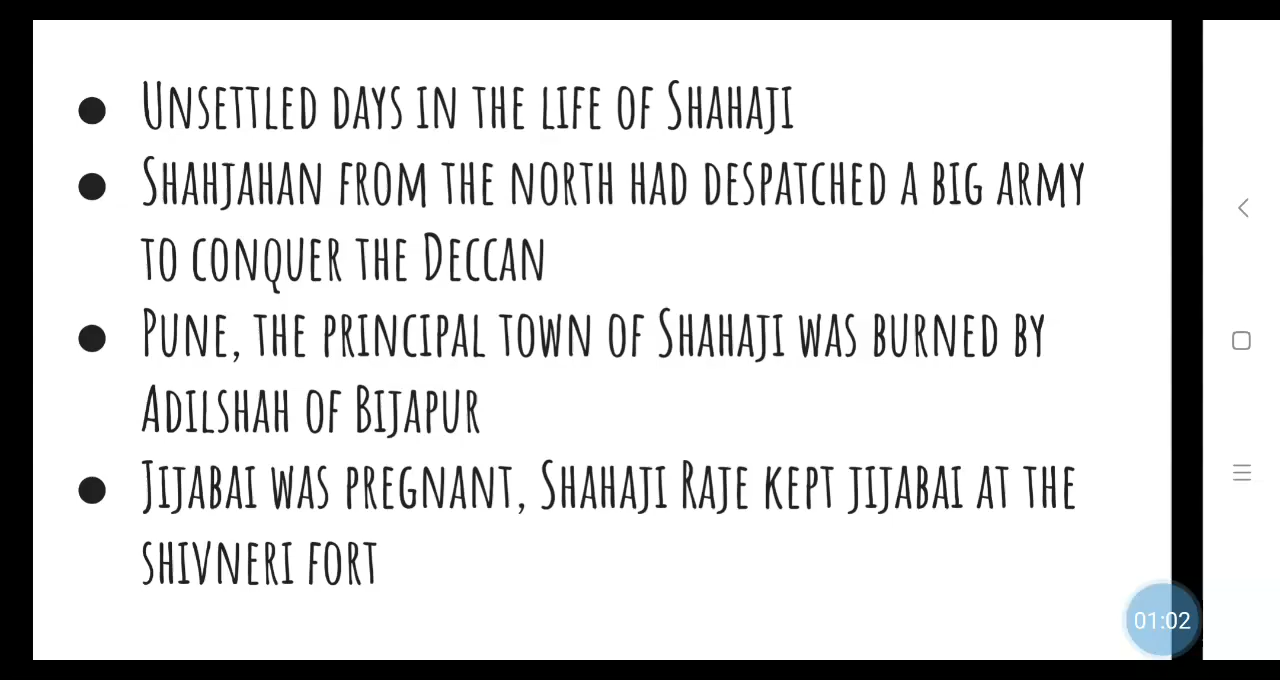 ● Unsettled days in the life of Shahaji
● Shahjahan from the north had despatched a big army
to conquer the Deccan
● Pune, the principal town of Shahaji was burned by
Adilshah of Bijapur
● Jijabai was pregnant, Shahaji Raje kept jijabai at the
shivneri fort
01:02